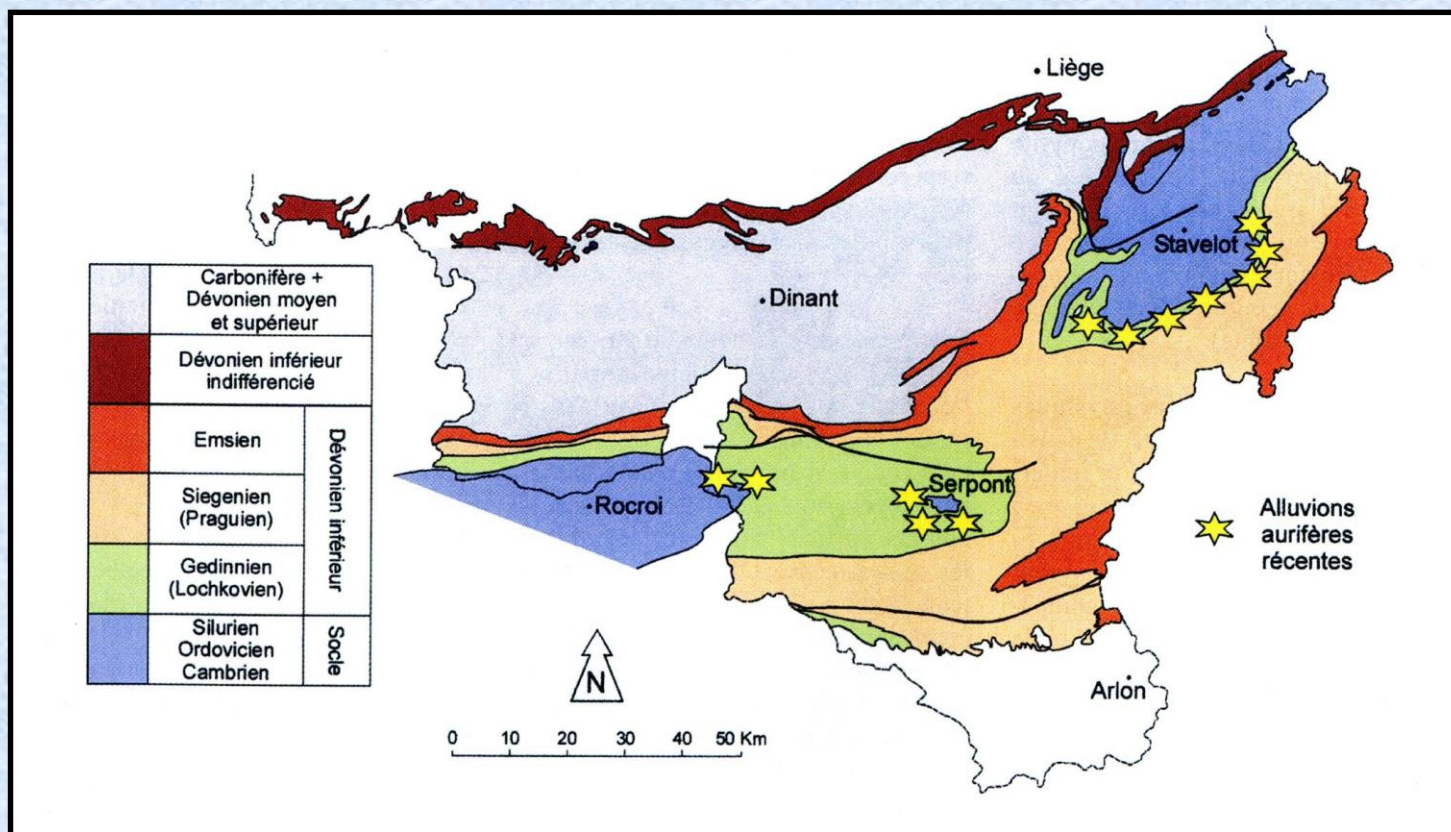 Liège
Stavelot
Dinant
Serpont
Rocroi
Arlon
Carbonifère +
Dévonien moyen
et supérieur
Dévonien inférieur
indifférencié
Emsien
Siegenien
(Praguien)
Gedinnien
(Lochkovien)
Dévonien inférieur
Silurien
Ordovicien
Cambrien
Socle
Alluvions
aurifères
récentes
N
0 10 20 30 40 50 Km